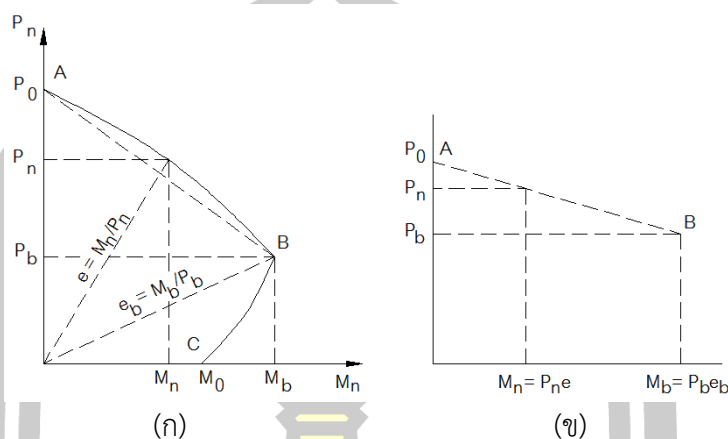 Pn
P0
A
Pn
e = Mn/Pn
Pb
B
eb = Mb/Pb
C
Mn
M0
Mb
Mn
(ก)
P0
A
Pn
Pb
B
Mn= Pne
Mb= Pbeb
(ข)